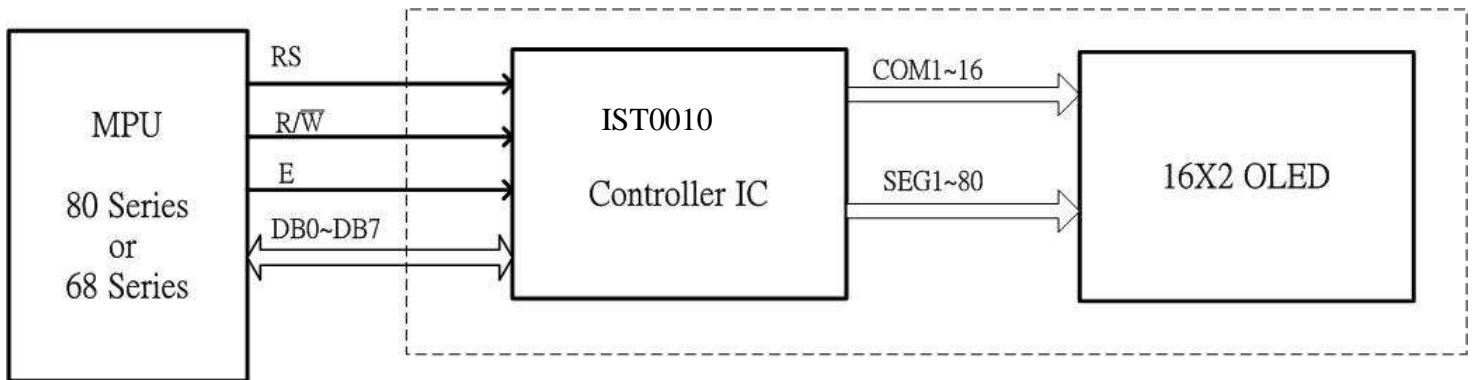 MPU
80 Series
or
68 Series
RS
R/W̅
E
DB0~DB7
IST0010
Controller IC
COM1~16
SEG1~80
16X2 OLED